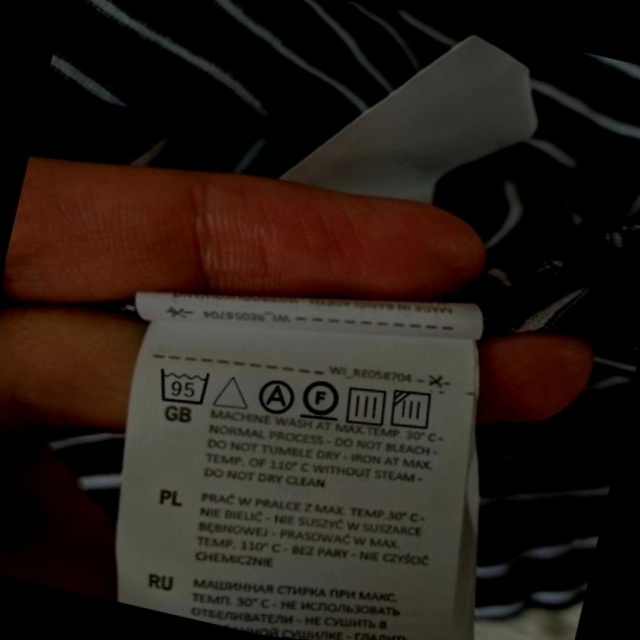 WI_RE058704
95 A F
GB MACHINE WASH AT MAX.TEMP. 30°C -
NORMAL PROCESS - DO NOT BLEACH -
DO NOT TUMBLE DRY - IRON AT MAX.
TEMP. OF 110°C WITHOUT STEAM -
DO NOT DRY CLEAN
PL PRAĆ W PRALCE Z MAX. TEMP.30°C -
NIE BIELIĆ - NIE SUSZYĆ W SUSZARCE
BĘBNOWEJ - PRASOWAĆ W MAX.
TEMP. 110°C - BEZ PARY - NIE CZYŚCIĆ
CHEMICZNIE
RU МАШИННАЯ СТИРКА ПРИ МАКС.
ТЕМП. 30°C - НЕ ИСПОЛЬЗОВАТЬ
ОТБЕЛИВАТЕЛИ - НЕ СУШИТЬ В